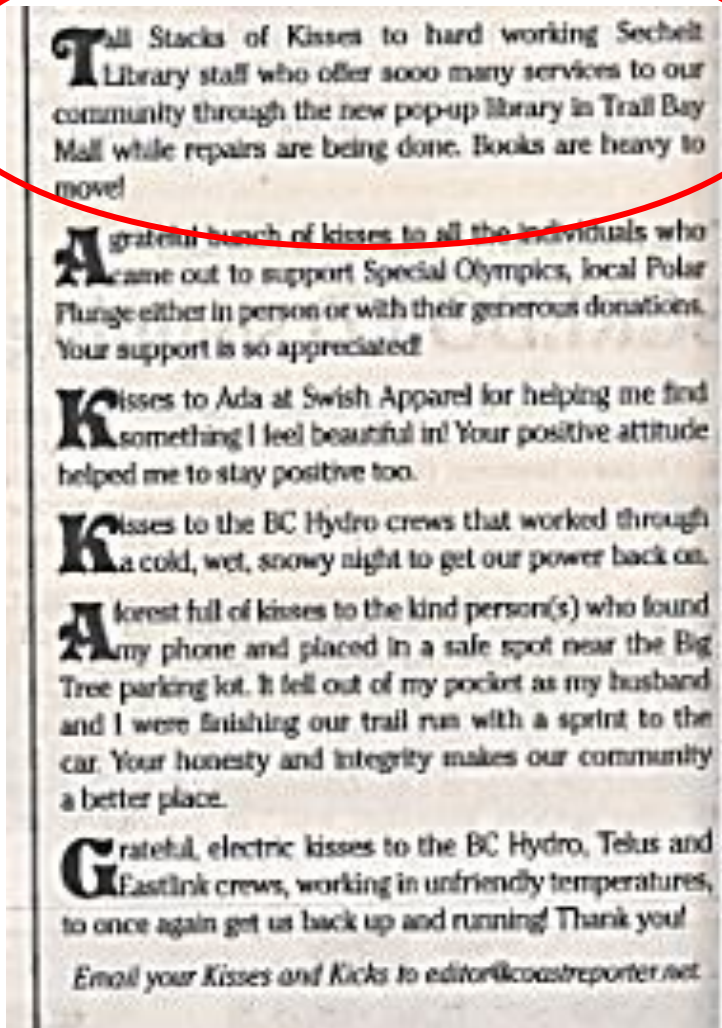 Tall Stacks of Kisses to hard working Sechelt
Library staff who offer sooo many services to our
community through the new pop-up library in Trail Bay
Mall while repairs are being done. Books are heavy to
move!
A grateful bunch of kisses to all the individuals who
came out to support Special Olympics, local Polar
Plunge either in person or with their generous donations.
Your support is so appreciated!
Kisses to Ada at Swish Apparel for helping me find
something I feel beautiful in! Your positive attitude
helped me to stay positive too.
Kisses to the BC Hydro crews that worked through
a cold, wet, snowy night to get our power back on.
A forest full of kisses to the kind person(s) who found
my phone and placed in a safe spot near the Big
Tree parking lot. It fell out of my pocket as my husband
and I were finishing our trail run with a sprint to the
car. Your honesty and integrity makes our community
a better place.
Grateful, electric kisses to the BC Hydro, Telus and
Eastlink crews, working in unfriendly temperatures,
to once again get us back up and running! Thank you!
Email your Kisses and Kicks to editor@coastreporter.net.